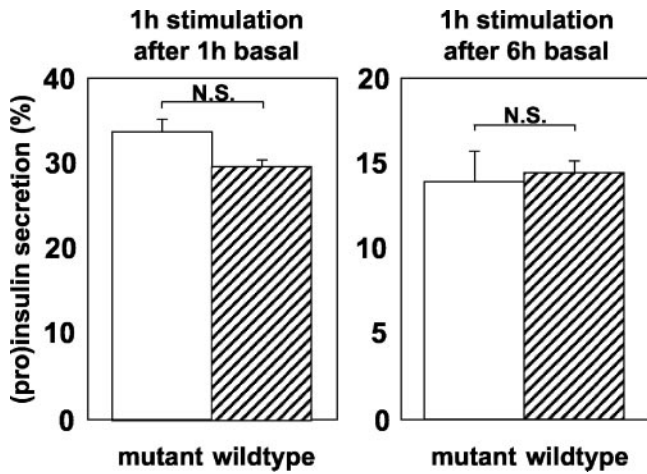 1h stimulation
after 1h basal
1h stimulation
after 6h basal
(pro)insulin secretion (%)
40
30
20
10
0
N.S.
mutant wildtype
20
15
10
5
0
N.S.
mutant wildtype